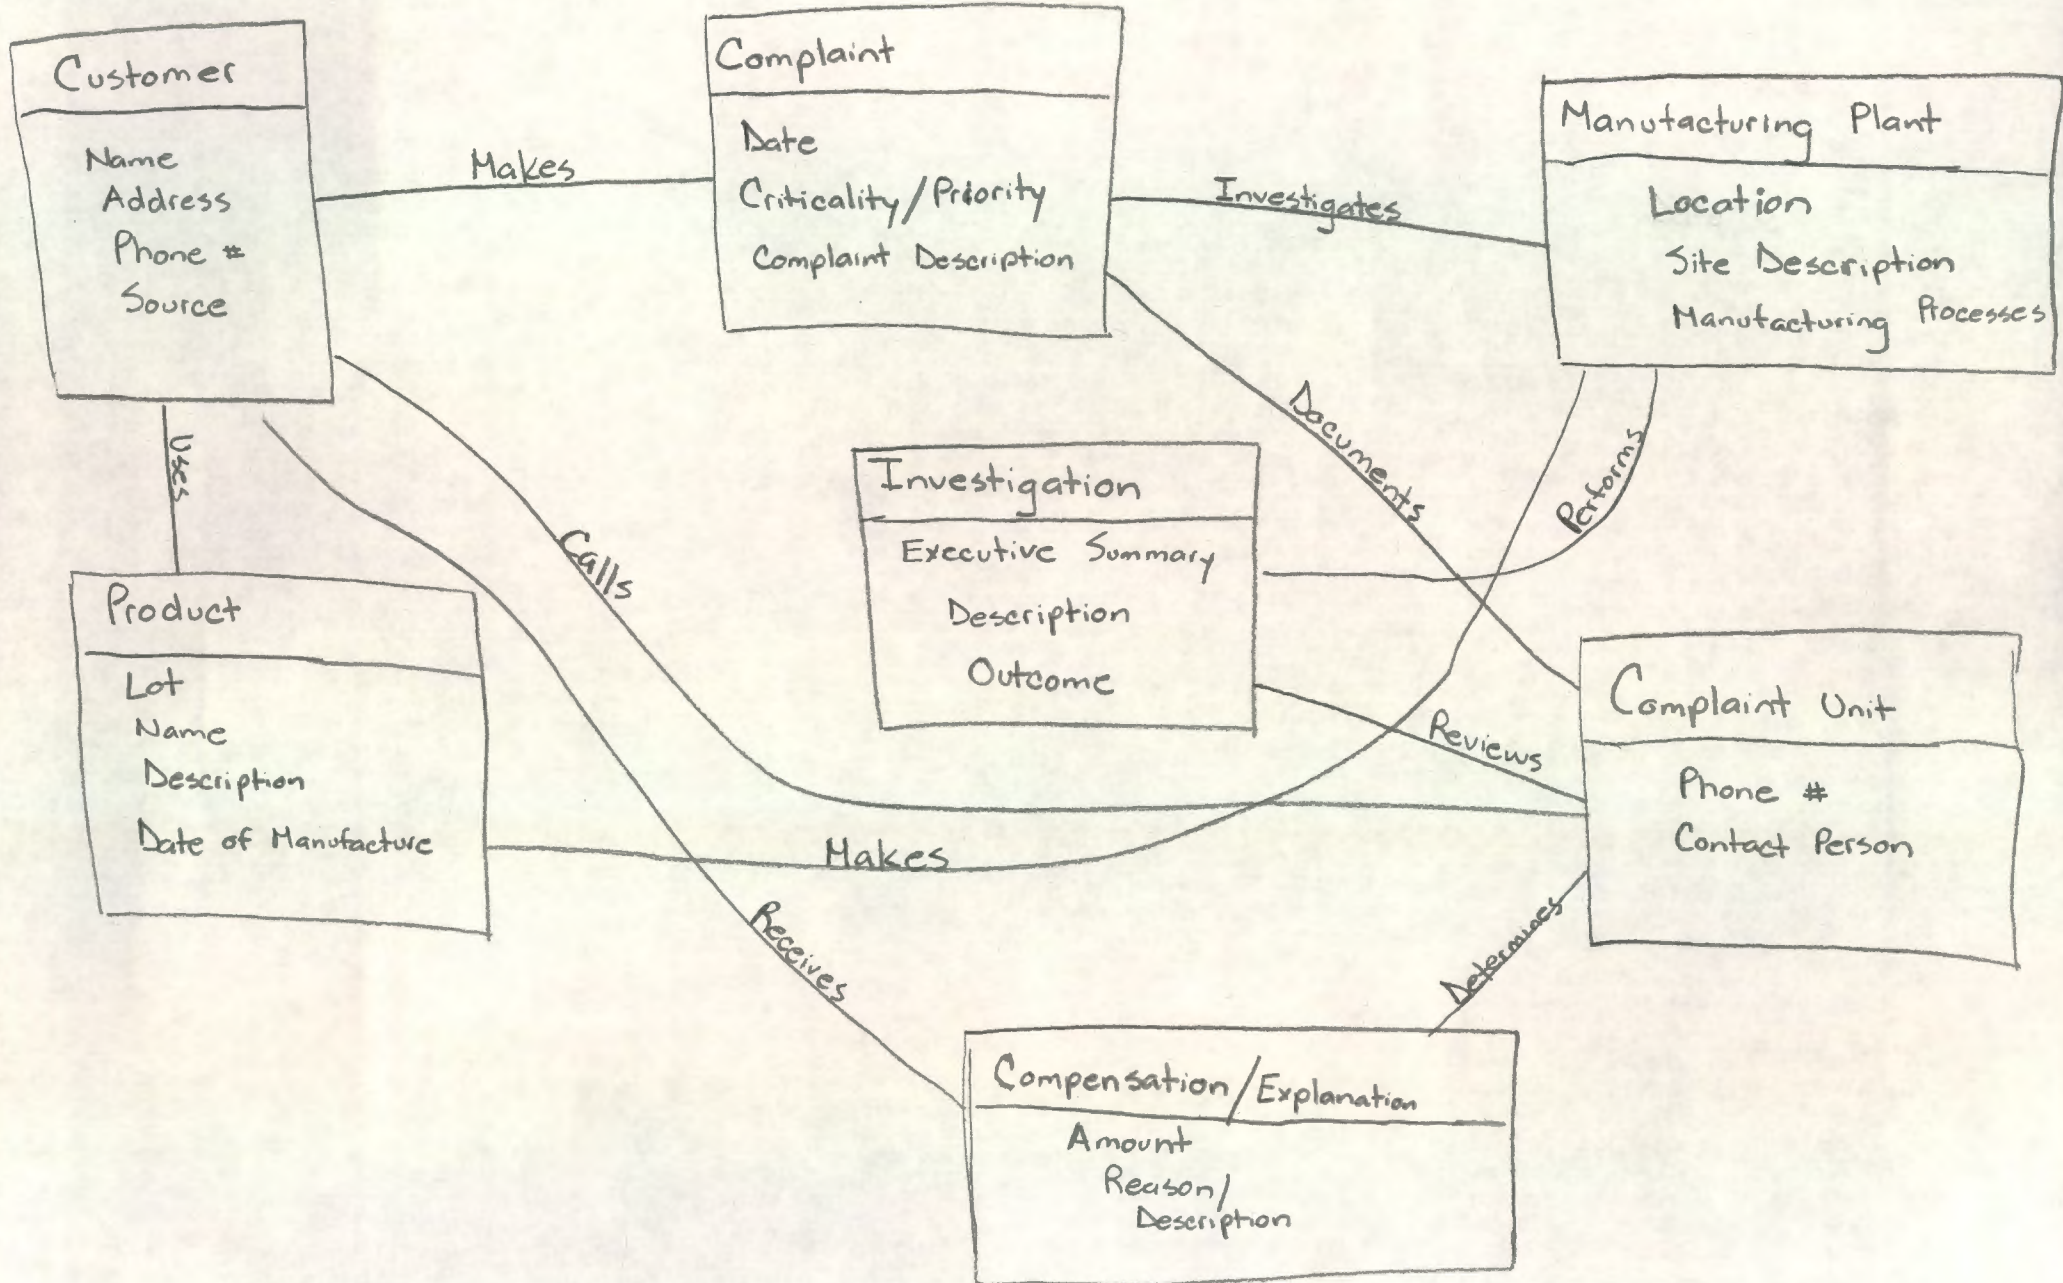 Customer
Name
Address
Phone #
Source
Makes
Complaint
Date
Criticality/Priority
Complaint Description
Investigates
Manufacturing Plant
Location
Site Description
Manufacturing Processes
Uses
Calls
Documents
Performs
Investigation
Executive Summary
Description
Outcome
Product
Lot
Name
Description
Date of Manufacture
Makes
Reviews
Complaint Unit
Phone #
Contact Person
Receives
Determines
Compensation/Explanation
Amount
Reason/
Description